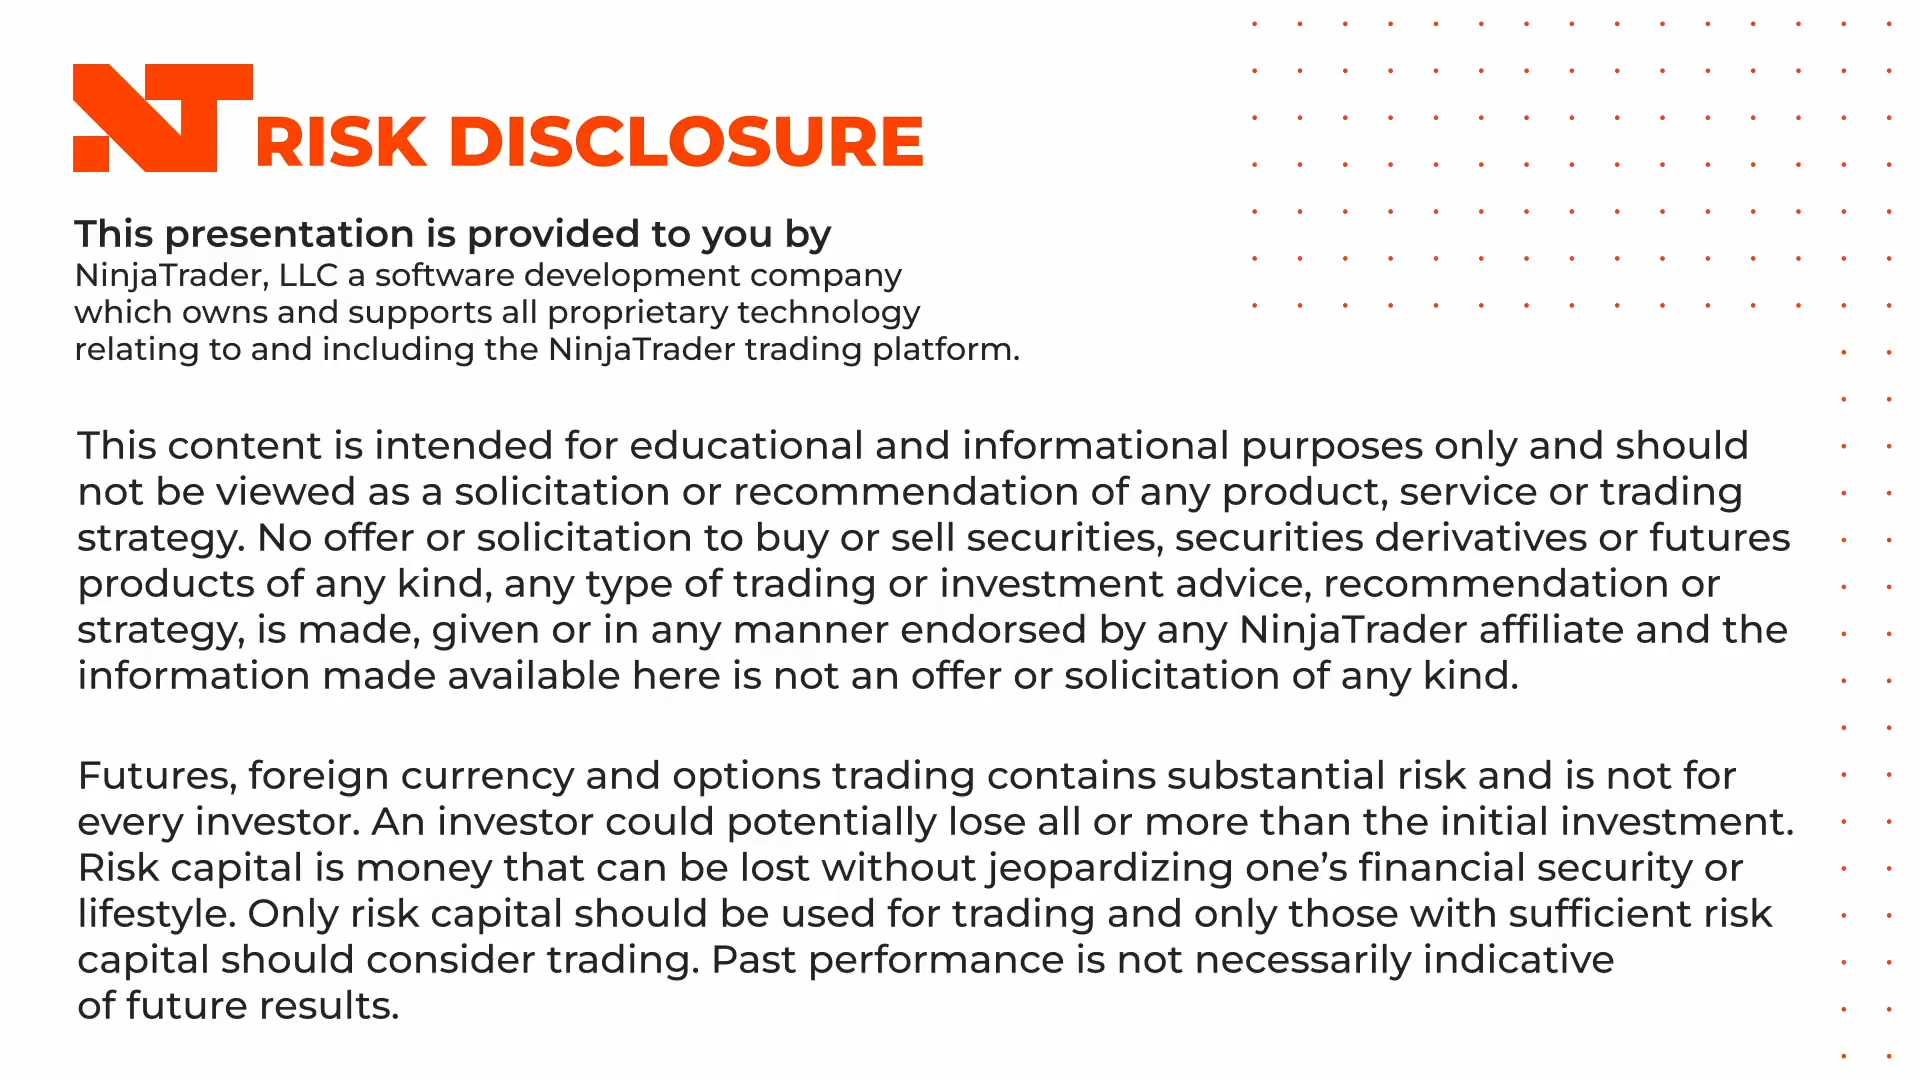 NT RISK DISCLOSURE
This presentation is provided to you by
NinjaTrader, LLC a software development company
which owns and supports all proprietary technology
relating to and including the NinjaTrader trading platform.
This content is intended for educational and informational purposes only and should
not be viewed as a solicitation or recommendation of any product, service or trading
strategy. No offer or solicitation to buy or sell securities, securities derivatives or futures
products of any kind, any type of trading or investment advice, recommendation or
strategy, is made, given or in any manner endorsed by any NinjaTrader affiliate and the
information made available here is not an offer or solicitation of any kind.
Futures, foreign currency and options trading contains substantial risk and is not for
every investor. An investor could potentially lose all or more than the initial investment.
Risk capital is money that can be lost without jeopardizing one’s financial security or
lifestyle. Only risk capital should be used for trading and only those with sufficient risk
capital should consider trading. Past performance is not necessarily indicative
of future results.